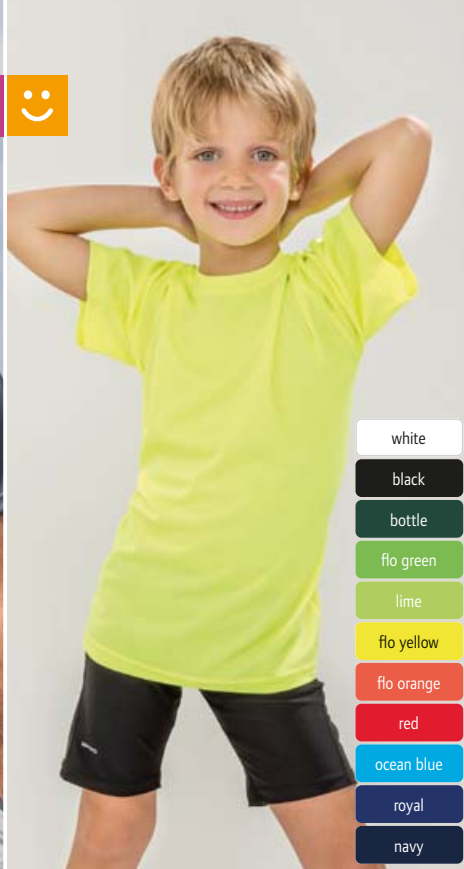 white
black
bottle
flo green
lime
flo yellow
flo orange
red
ocean blue
royal
navy